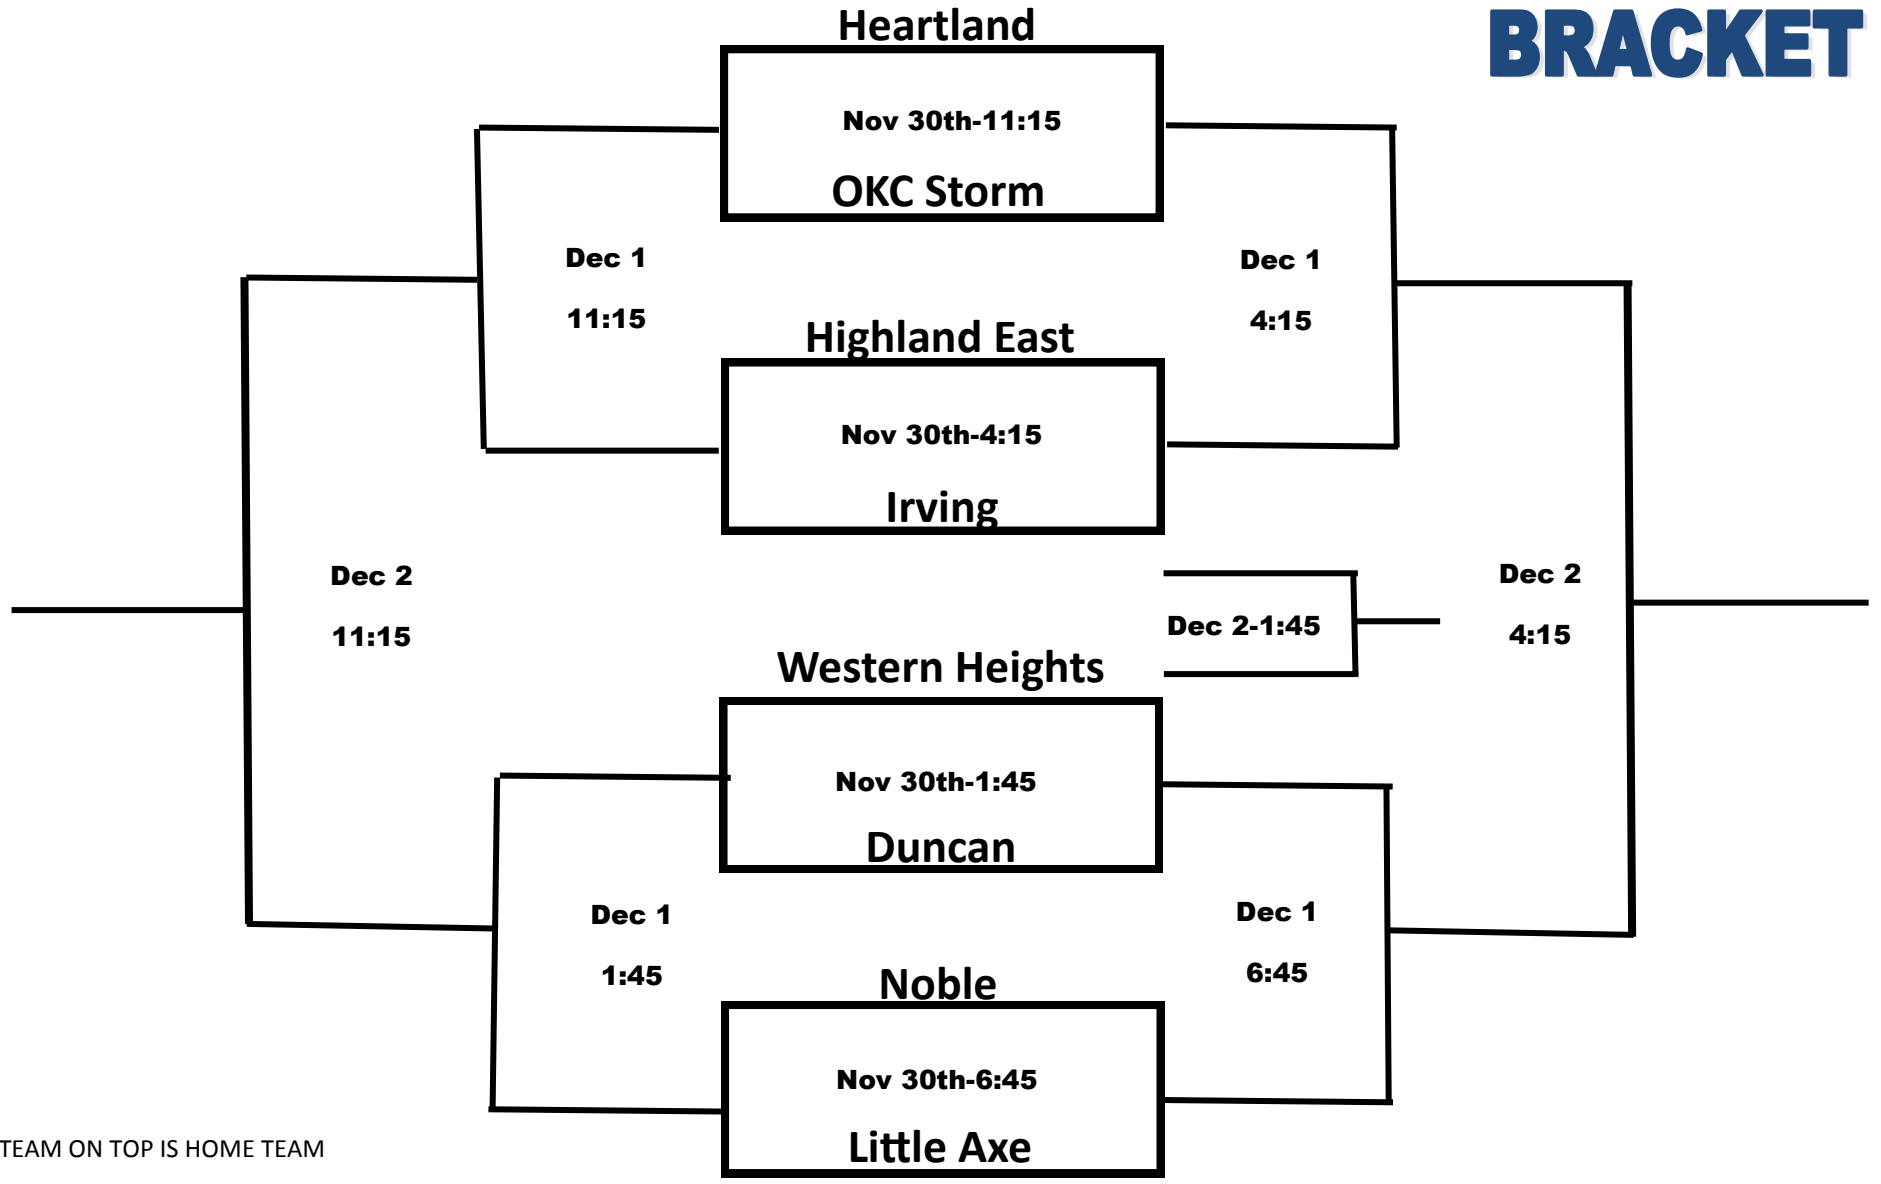 BRACKET
Heartland
Nov 30th-11:15
OKC Storm
Dec 1
11:15
Dec 1
4:15
Highland East
Nov 30th-4:15
Irving
Dec 2
11:15
Dec 2-1:45
Dec 2
4:15
Western Heights
Nov 30th-1:45
Duncan
Dec 1
1:45
Dec 1
6:45
Noble
Nov 30th-6:45
Little Axe
TEAM ON TOP IS HOME TEAM